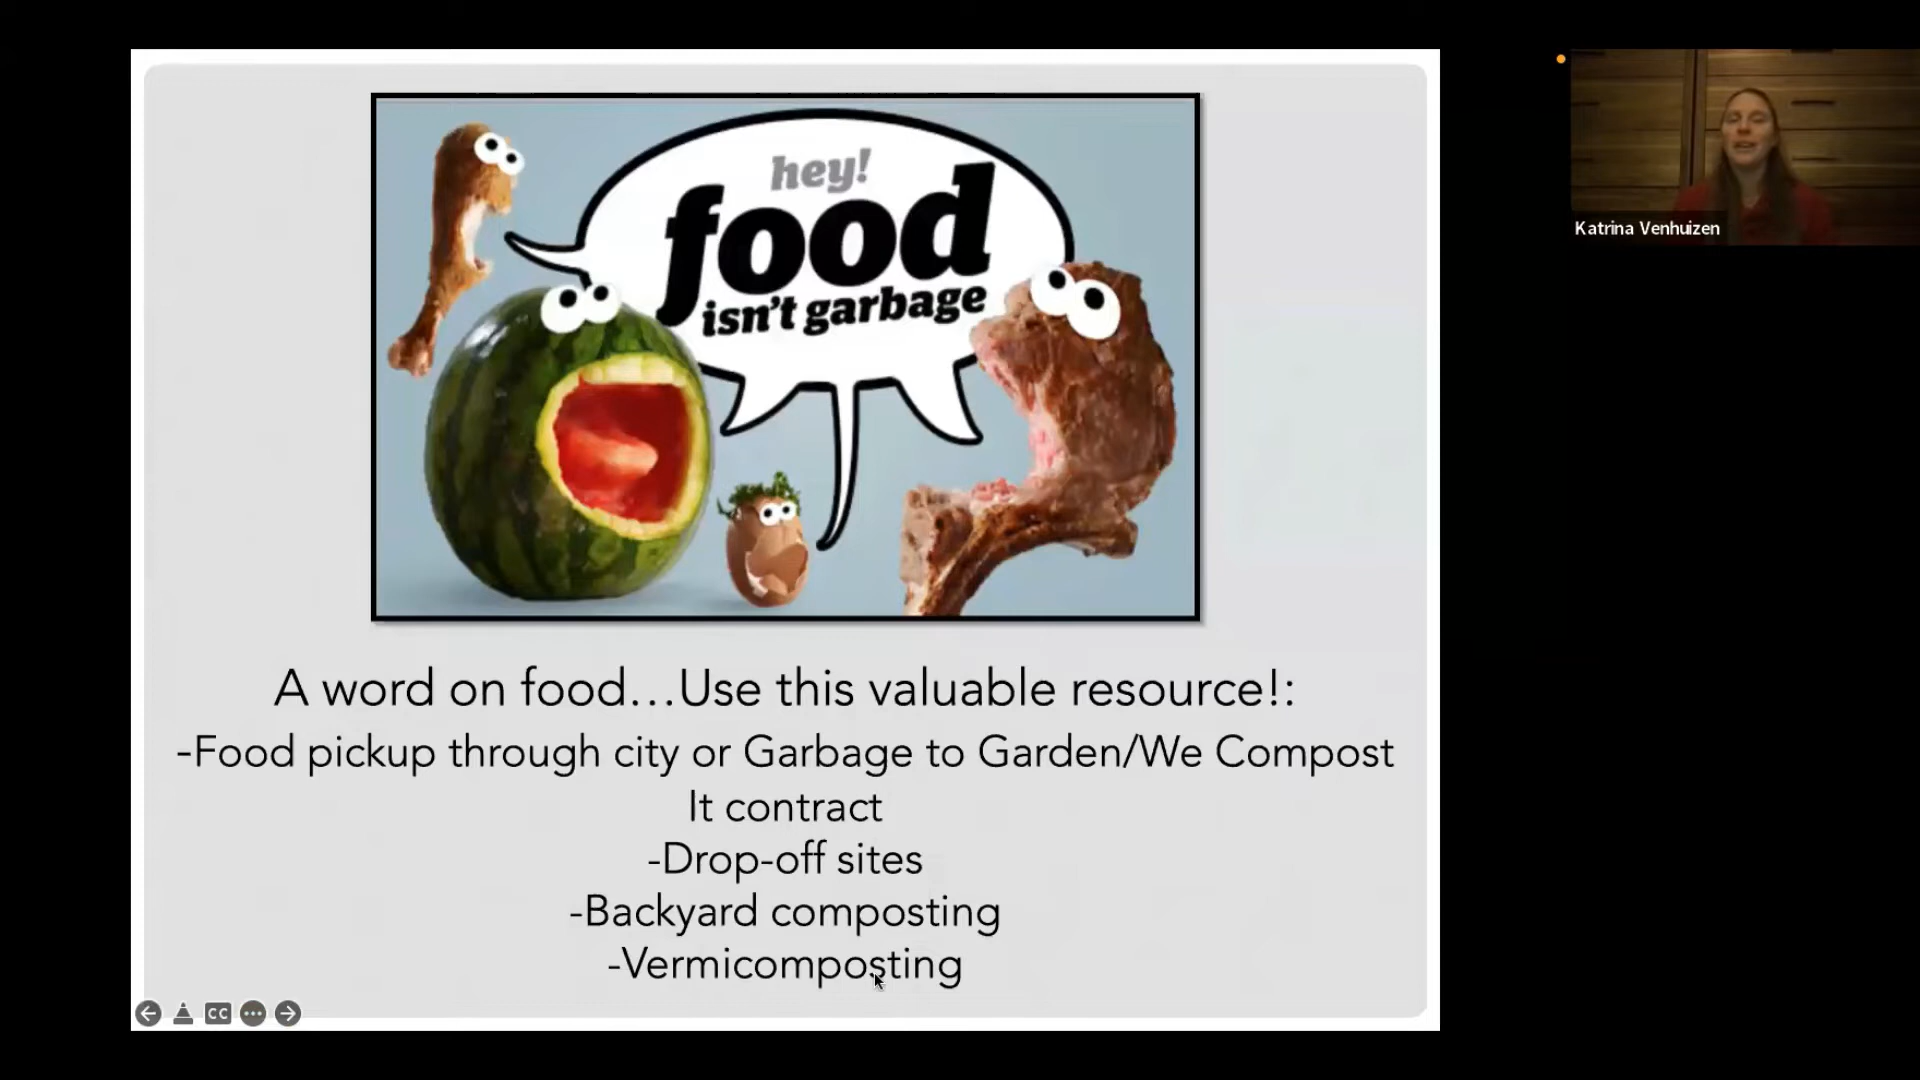 hey!
food
isn't garbage
Katrina Venhuizen
A word on food...Use this valuable resource!:
-Food pickup through city or Garbage to Garden/We Compost
It contract
-Drop-off sites
-Backyard composting
-Vermicomposting
CC